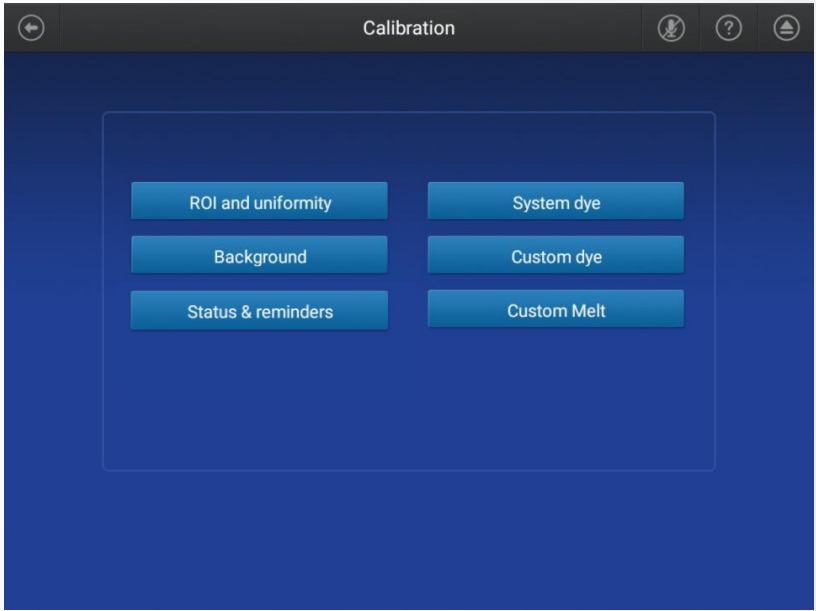 Calibration
ROI and uniformity
System dye
Background
Custom dye
Status & reminders
Custom Melt